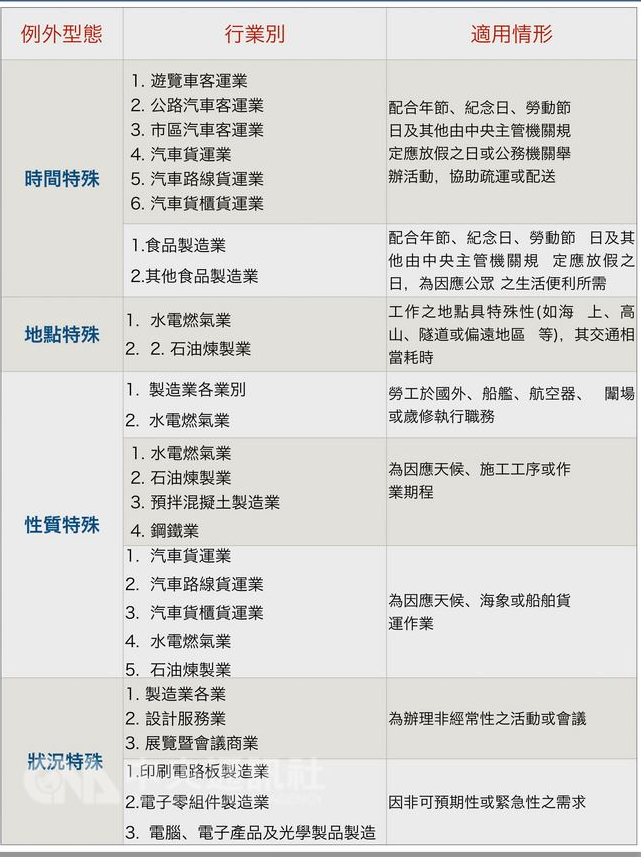 例外型態
行業別
適用情形
時間特殊
1. 遊覽車客運業
2. 公路汽車客運業
3. 市區汽車客運業
4. 汽車貨運業
5. 汽車路線貨運業
6. 汽車貨櫃貨運業
配合年節、紀念日、勞動節
日及其他由中央主管機關規
定應放假之日或公務機關舉
辦活動，協助疏運或配送
1.食品製造業
2.其他食品製造業
配合年節、紀念日、勞動節 日及其
他由中央主管機關規 定應放假之
日，為因應公眾 之生活便利所需
地點特殊
1. 水電燃氣業
2. 2. 石油煉製業
工作之地點具特殊性(如海 上、高
山、隧道或偏遠地區 等)，其交通相
當耗時
性質特殊
1. 製造業各業別
2. 水電燃氣業
勞工於國外、船艦、航空器、 闈場
或歲修執行職務
1. 水電燃氣業
2. 石油煉製業
3. 預拌混擬土製造業
4. 鋼鐵業
為因應天候、施工工序或作
業期程
1. 汽車貨運業
2. 汽車路線貨運業
3. 汽車貨櫃貨運業
4. 水電燃氣業
5. 石油煉製業
為因應天候、海象或船舶貨
運作業
狀況特殊
1. 製造業各業
2. 設計服務業
3. 展覽暨會議商業
為辦理非經常性之活動或會議
1.印刷電路板製造業
2.電子零組件製造業
3. 電腦、電子產品及光學製品製造
因非可預期性或緊急性之需求
CNA 中央通訊社